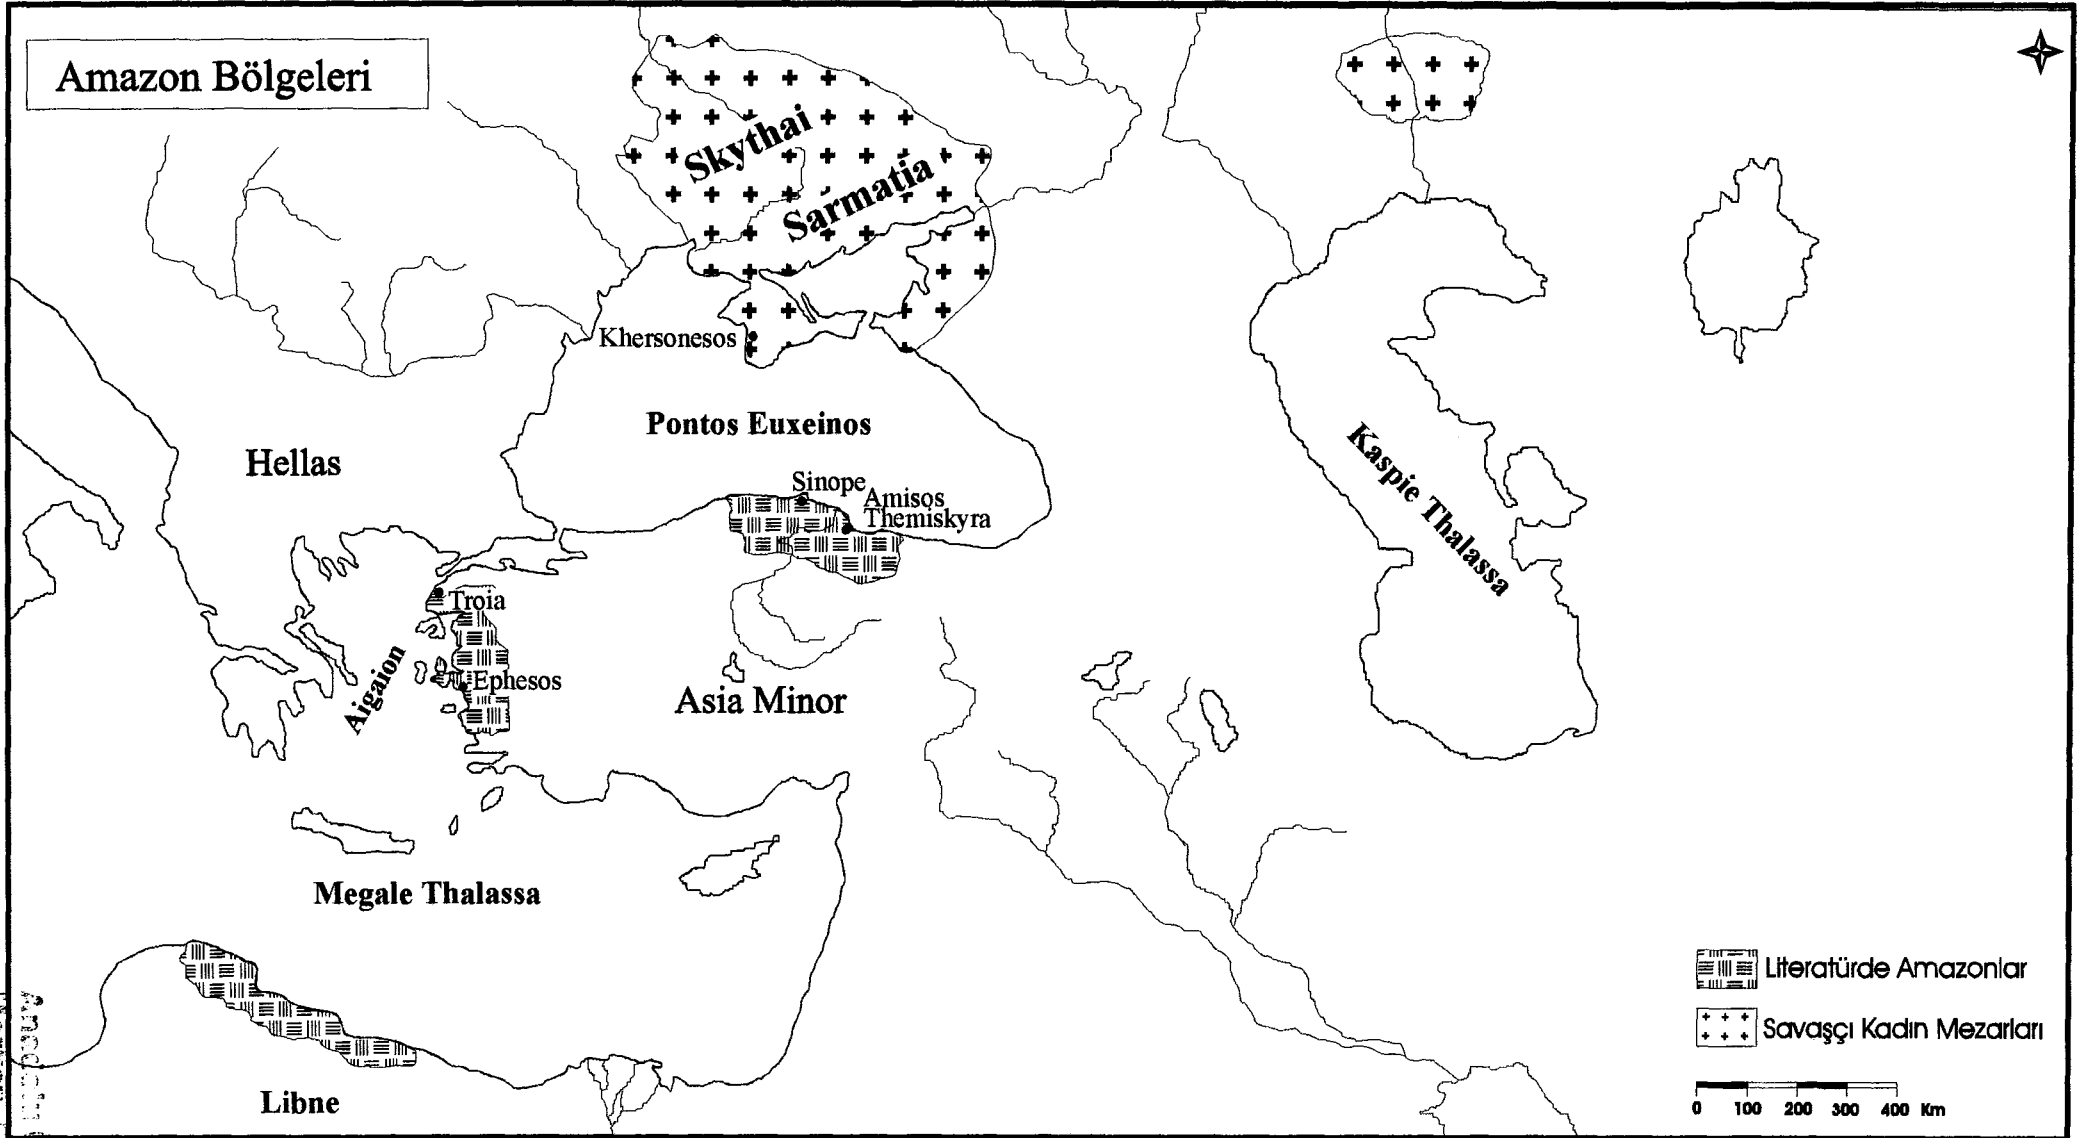 Amazon Bölgeleri
Skythai
Sarmatia
Khersonesos
Pontos Euxeinos
Hellas
Sinope
Amisos
Themiskyra
Kaspie Thalassa
Troia
Aigaion
Ephesos
Asia Minor
Megale Thalassa
Literatürde Amazonlar
Savaşçı Kadın Mezarları
0 100 200 300 400 Km
Libne